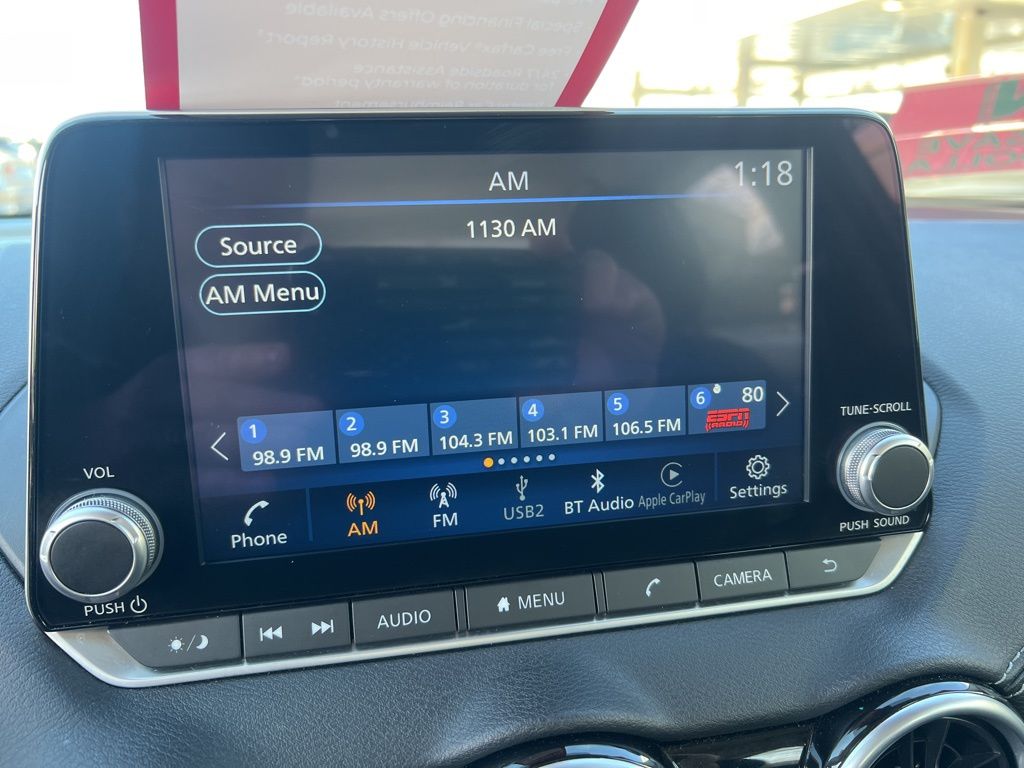 Special Financing Offers Available
Free Carfax® Vehicle History Report
24/7 Roadside Assistance
for duration of warranty period
AM
1:18
1130 AM
Source
AM Menu
1
98.9 FM
2
98.9 FM
3
104.3 FM
4
103.1 FM
5
106.5 FM
6
80
ESPN
RADIO
Phone
AM
FM
USB2
BT Audio
Apple CarPlay
Settings
VOL
PUSH
TUNE·SCROLL
PUSH SOUND
AUDIO
MENU
CAMERA